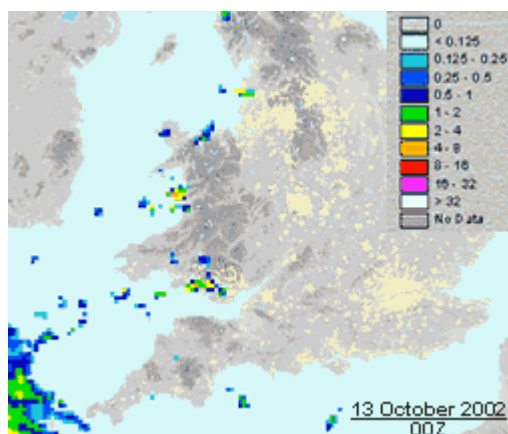 0
< 0.125
0.125 - 0.25
0.25 - 0.5
0.5 - 1
1 - 2
2 - 4
4 - 8
8 - 16
16 - 32
> 32
No Data
13 October 2002
00Z